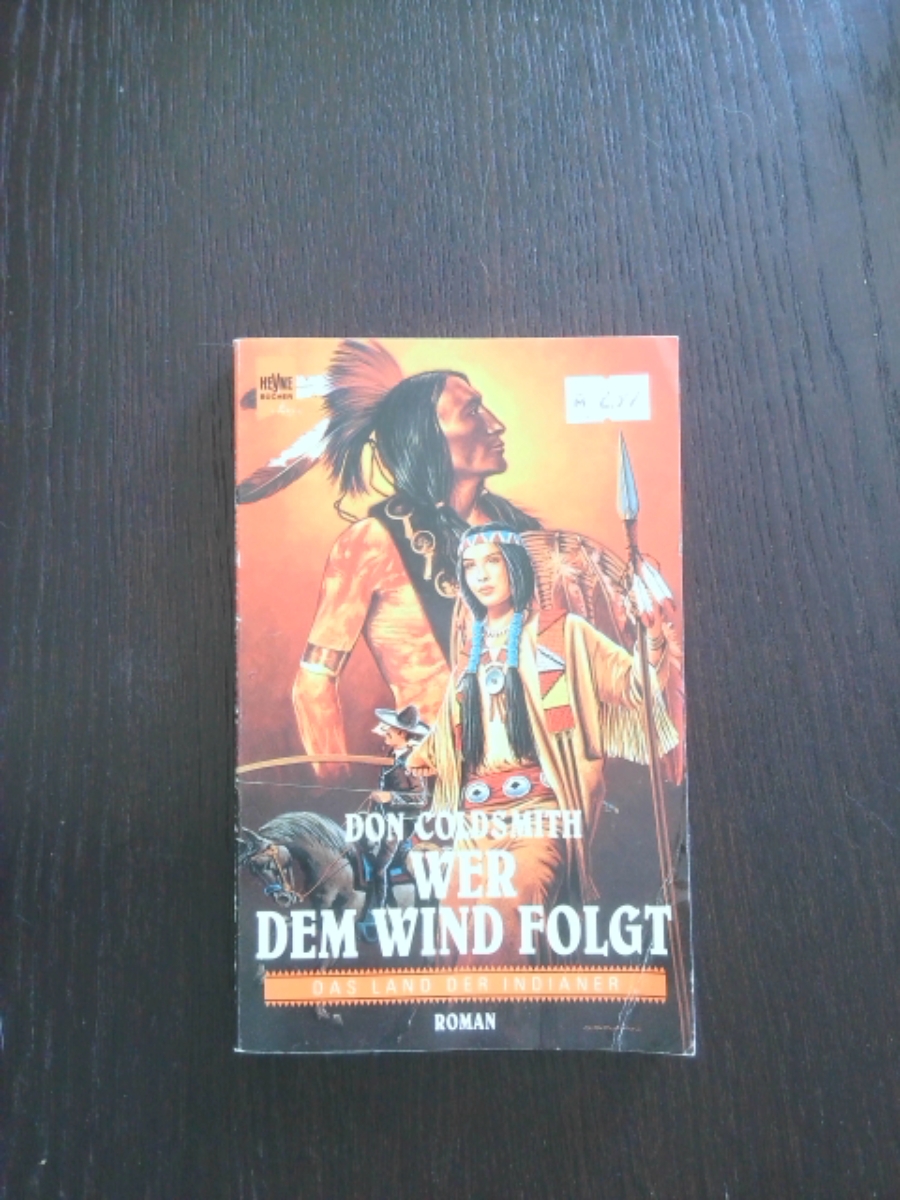 HEYNE
BÜCHER
DON COLDSMITH
WER
DEM WIND FOLGT
DAS LAND DER INDIANER
ROMAN